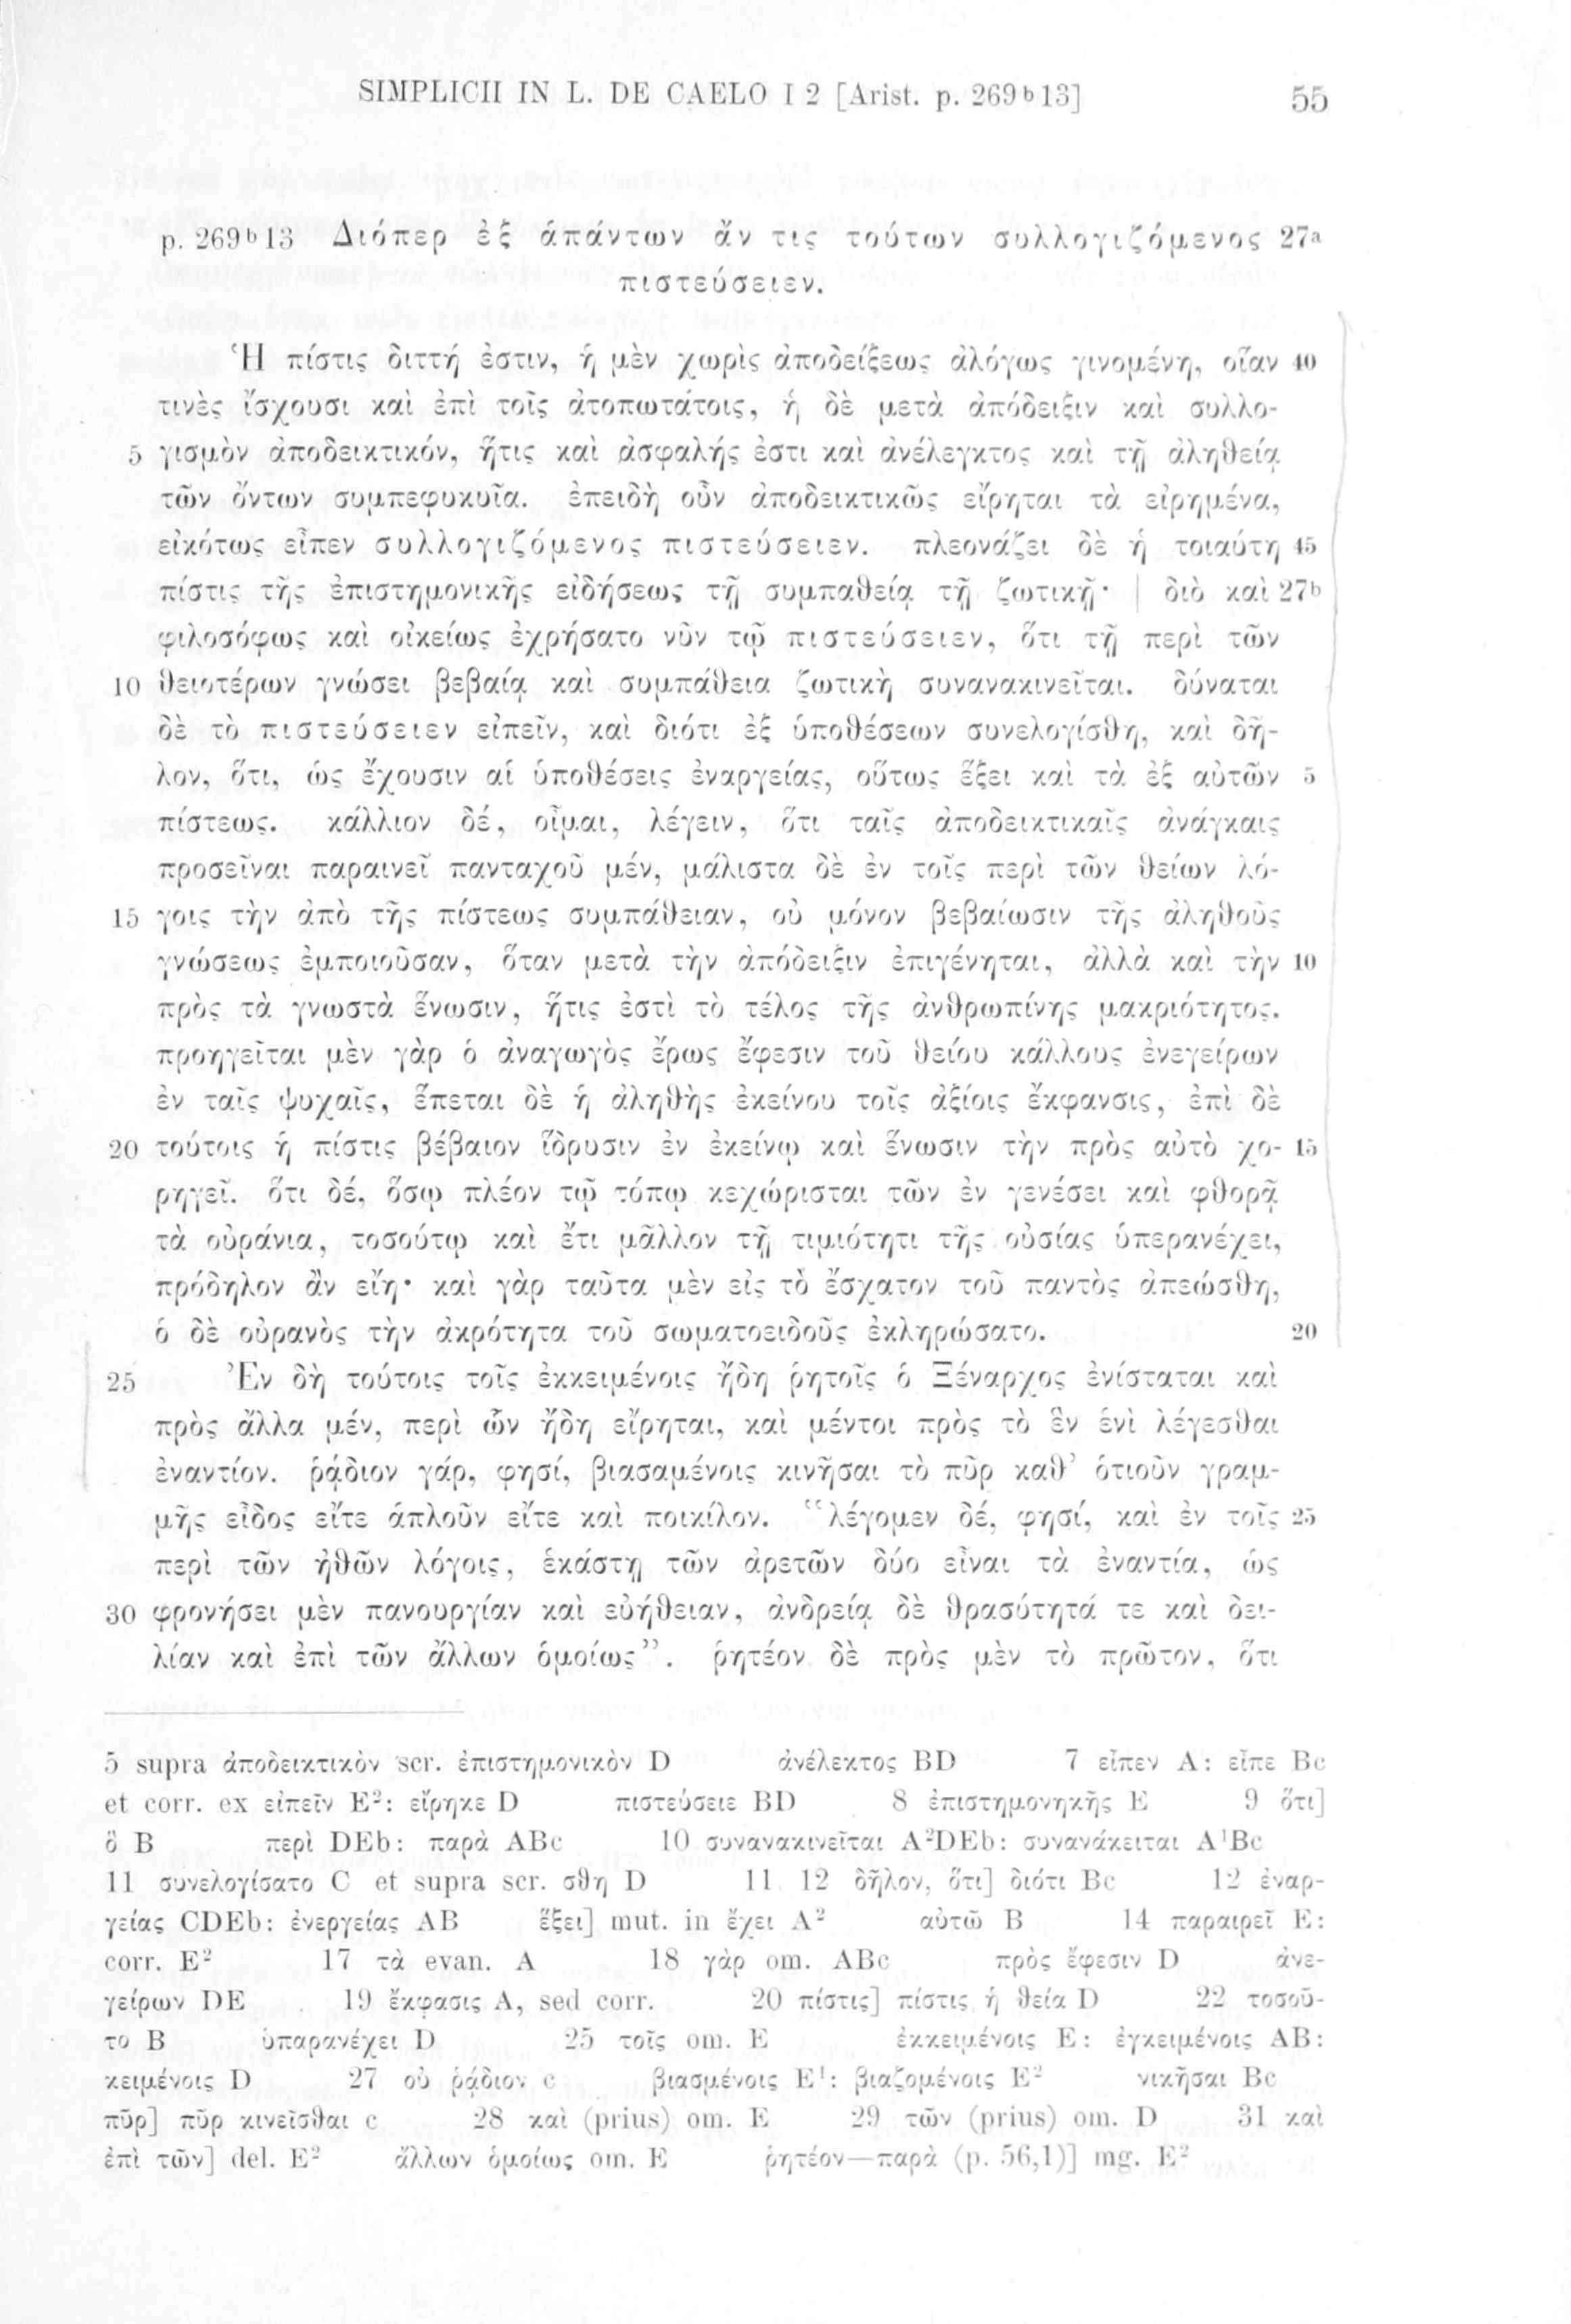 SIMPLICII IN L. DE CAELO I 2 [Arist. p. 269ᵇ13] 55
p. 269ᵇ13 Διόπερ ἐξ ἁπάντων ἄν τις τούτων συλλογιζόμενος 27ᵃ
πιστεύσειεν.
Ἡ πίστις διττή ἐστιν, ἡ μὲν χωρὶς ἀποδείξεως ἀλόγως γινομένη, οἵαν 40
τινὲς ἴσχουσι καὶ ἐπὶ τοῖς ἀτοπωτάτοις, ἡ δὲ μετὰ ἀπόδειξιν καὶ συλλο-
5 γισμὸν ἀποδεικτικόν, ἥτις καὶ ἀσφαλής ἐστι καὶ ἀνέλεγκτος καὶ τῇ ἀληθείᾳ
τῶν ὄντων συμπεφυκυῖα. ἐπειδὴ οὖν ἀποδεικτικῶς εἴρηται τὰ εἰρημένα,
εἰκότως εἶπεν συλλογιζόμενος πιστεύσειεν. πλεονάζει δὲ ἡ τοιαύτη 45
πίστις τῆς ἐπιστημονικῆς εἰδήσεως τῇ συμπαθείᾳ τῇ ζωτικῇ· | διὸ καὶ 27ᵇ
φιλοσόφως καὶ οἰκείως ἐχρήσατο νῦν τῷ πιστεύσειεν, ὅτι τῇ περὶ τῶν
10 θειοτέρων γνώσει βεβαίᾳ καὶ συμπάθεια ζωτικὴ συνανακινεῖται. δύναται
δὲ τὸ πιστεύσειεν εἰπεῖν, καὶ διότι ἐξ ὑποθέσεων συνελογίσθη, καὶ δῆ-
λον, ὅτι, ὡς ἔχουσιν αἱ ὑποθέσεις ἐναργείας, οὕτως ἕξει καὶ τὰ ἐξ αὐτῶν 5
πίστεως. κάλλιον δέ, οἶμαι, λέγειν, ὅτι ταῖς ἀποδεικτικαῖς ἀνάγκαις
προσεῖναι παραινεῖ πανταχοῦ μέν, μάλιστα δὲ ἐν τοῖς περὶ τῶν θείων λό-
15 γοις τὴν ἀπὸ τῆς πίστεως συμπάθειαν, οὐ μόνον βεβαίωσιν τῆς ἀληθοῦς
γνώσεως ἐμποιοῦσαν, ὅταν μετὰ τὴν ἀπόδειξιν ἐπιγένηται, ἀλλὰ καὶ τὴν 10
πρὸς τὰ γνωστὰ ἕνωσιν, ἥτις ἐστὶ τὸ τέλος τῆς ἀνθρωπίνης μακριότητος.
προηγεῖται μὲν γὰρ ὁ ἀναγωγὸς ἔρως ἔφεσιν τοῦ θείου κάλλους ἐνεγείρων
ἐν ταῖς ψυχαῖς, ἕπεται δὲ ἡ ἀληθὴς ἐκείνου τοῖς ἀξίοις ἔκφανσις, ἐπὶ δὲ
20 τούτοις ἡ πίστις βέβαιον ἵδρυσιν ἐν ἐκείνῳ καὶ ἕνωσιν τὴν πρὸς αὐτὸ χο- 15
ρηγεῖ. ὅτι δέ, ὅσῳ πλέον τῷ τόπῳ κεχώρισται τῶν ἐν γενέσει καὶ φθορᾷ
τὰ οὐράνια, τοσούτῳ καὶ ἔτι μᾶλλον τῇ τιμιότητι τῆς οὐσίας ὑπερανέχει,
πρόδηλον ἂν εἴη· καὶ γὰρ ταῦτα μὲν εἰς τὸ ἔσχατον τοῦ παντὸς ἀπεώσθη,
ὁ δὲ οὐρανὸς τὴν ἀκρότητα τοῦ σωματοειδοῦς ἐκληρώσατο. 20
25 Ἐν δὴ τούτοις τοῖς ἐκκειμένοις ἤδη ῥητοῖς ὁ Ξέναρχος ἐνίσταται καὶ
πρὸς ἄλλα μέν, περὶ ὧν ἤδη εἴρηται, καὶ μέντοι πρὸς τὸ ἓν ἑνὶ λέγεσθαι
ἐναντίον. ῥᾴδιον γάρ, φησί, βιασαμένοις κινῆσαι τὸ πῦρ καθ’ ὁτιοῦν γραμ-
μῆς εἶδος εἴτε ἁπλοῦν εἴτε καὶ ποικίλον. “λέγομεν δέ, φησί, καὶ ἐν τοῖς 25
περὶ τῶν ἠθῶν λόγοις, ἑκάστῃ τῶν ἀρετῶν δύο εἶναι τὰ ἐναντία, ὡς
30 φρονήσει μὲν πανουργίαν καὶ εὐήθειαν, ἀνδρείᾳ δὲ θρασύτητά τε καὶ δει-
λίαν καὶ ἐπὶ τῶν ἄλλων ὁμοίως”. ῥητέον δὲ πρὸς μὲν τὸ πρῶτον, ὅτι
5 supra ἀποδεικτικὸν scr. ἐπιστημονικὸν D ἀνέλεκτος BD 7 εἶπεν A: εἶπε Bc
et corr. ex εἰπεῖν E²: εἴρηκε D πιστεύσειε BD 8 ἐπιστημονηκῆς E 9 ὅτι]
ὃ B περὶ DEb: παρὰ ABc 10 συνανακινεῖται A²DEb: συνανάκειται A¹Bc
11 συνελογίσατο C et supra scr. σθη D 11. 12 δῆλον, ὅτι] διότι Bc 12 ἐναρ-
γείας CDEb: ἐνεργείας AB ἕξει] mut. in ἔχει A² αὐτῶ B 14 παραιρεῖ E:
corr. E² 17 τὰ evan. A 18 γὰρ om. ABc πρὸς ἔφεσιν D ἀνε-
γείρων DE 19 ἔκφασις A, sed corr. 20 πίστις] πίστις ἡ θεία D 22 τοσοῦ-
το B ὑπαρανέχει D 25 τοῖς om. E ἐκκειμένοις E: ἐγκειμένοις AB:
κειμένοις D 27 οὐ ῥᾴδιον c βιασμένοις E¹: βιαζομένοις E² νικῆσαι Bc
πῦρ] πῦρ κινεῖσθαι c 28 καὶ (prius) om. E 29 τῶν (prius) om. D 31 καὶ
ἐπὶ τῶν] del. E² ἄλλων ὁμοίως om. E ῥητέον—παρὰ (p. 56,1)] mg. E²